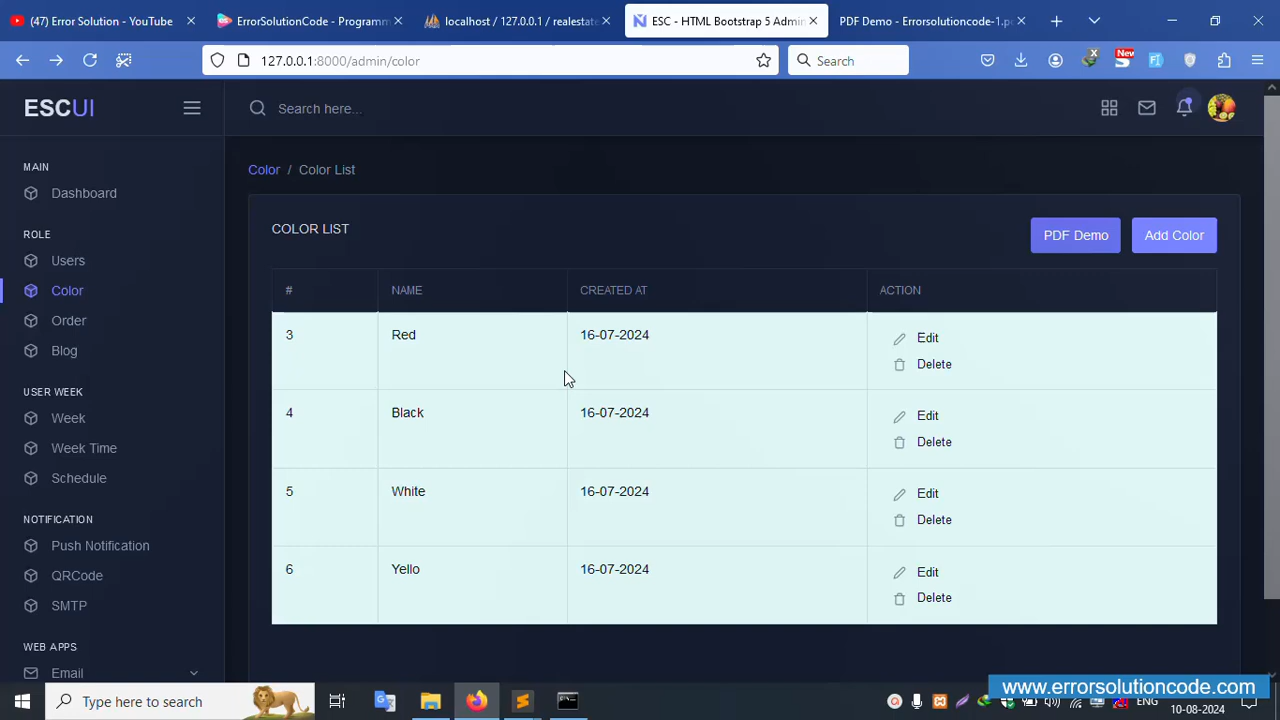 (47) Error Solution - YouTube
ErrorSolutionCode - Programm
localhost / 127.0.0.1 / realestate
ESC - HTML Bootstrap 5 Admin
PDF Demo - Errorsolutioncode-1.pd
127.0.0.1:8000/admin/color
Search
New
ESCUI
Search here...
MAIN
Dashboard
ROLE
Users
Color
Order
Blog
USER WEEK
Week
Week Time
Schedule
NOTIFICATION
Push Notification
QRCode
SMTP
WEB APPS
Email
Color / Color List
COLOR LIST
PDF Demo
Add Color
# NAME CREATED AT ACTION
3 Red 16-07-2024 Edit
Delete
4 Black 16-07-2024 Edit
Delete
5 White 16-07-2024 Edit
Delete
6 Yello 16-07-2024 Edit
Delete
Type here to search
ENG
10-08-2024
www.errorsolutioncode.com